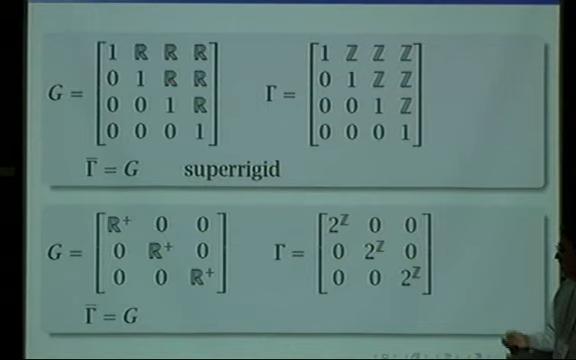 G = [1 ℝ ℝ ℝ; 0 1 ℝ ℝ; 0 0 1 ℝ; 0 0 0 1] Γ = [1 ℤ ℤ ℤ; 0 1 ℤ ℤ; 0 0 1 ℤ; 0 0 0 1]
Γ̅ = G superrigid
G = [ℝ⁺ 0 0; 0 ℝ⁺ 0; 0 0 ℝ⁺] Γ = [2^ℤ 0 0; 0 2^ℤ 0; 0 0 2^ℤ]
Γ̅ = G